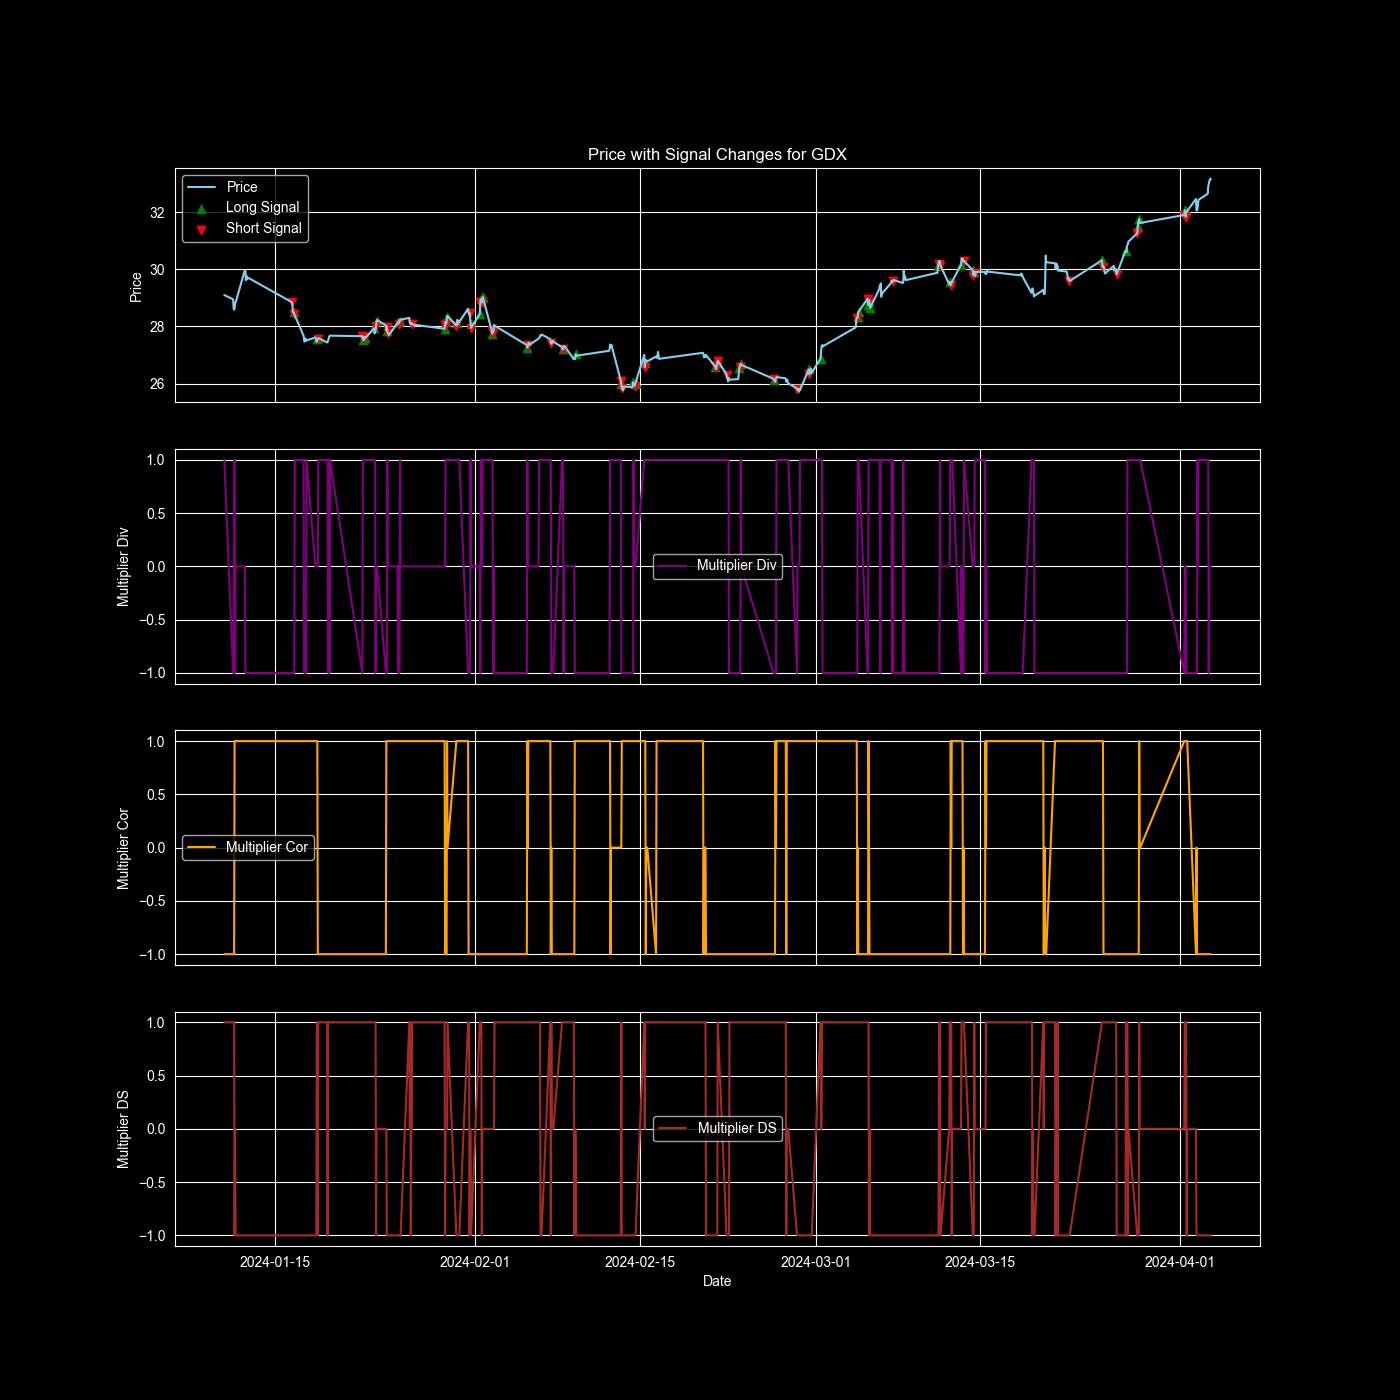 Price with Signal Changes for GDX
Price
Long Signal
Short Signal
32
30
28
26
Price
1.0
0.5
0.0
−0.5
−1.0
Multiplier Div
Multiplier Div
1.0
0.5
0.0
−0.5
−1.0
Multiplier Cor
Multiplier Cor
1.0
0.5
0.0
−0.5
−1.0
Multiplier DS
Multiplier DS
2024-01-15 2024-02-01 2024-02-15 2024-03-01 2024-03-15 2024-04-01
Date